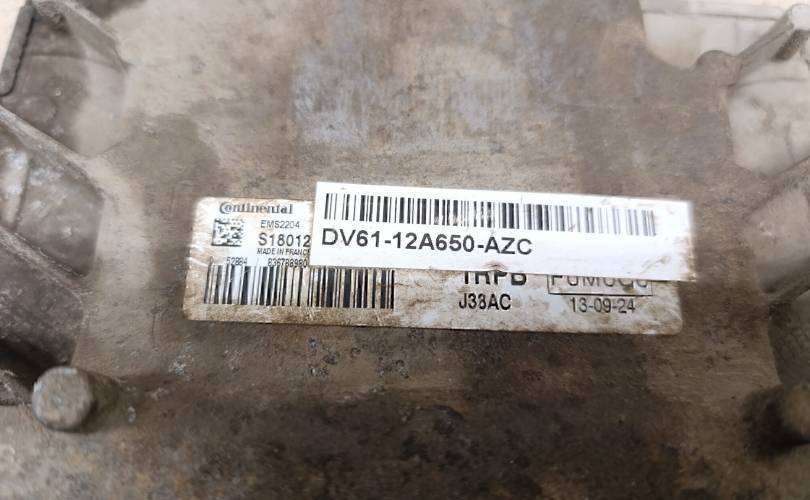 Continental
EMS2204
S18012
MADE IN FRANCE
DV61-12A650-AZC
J38AC
13-09-24